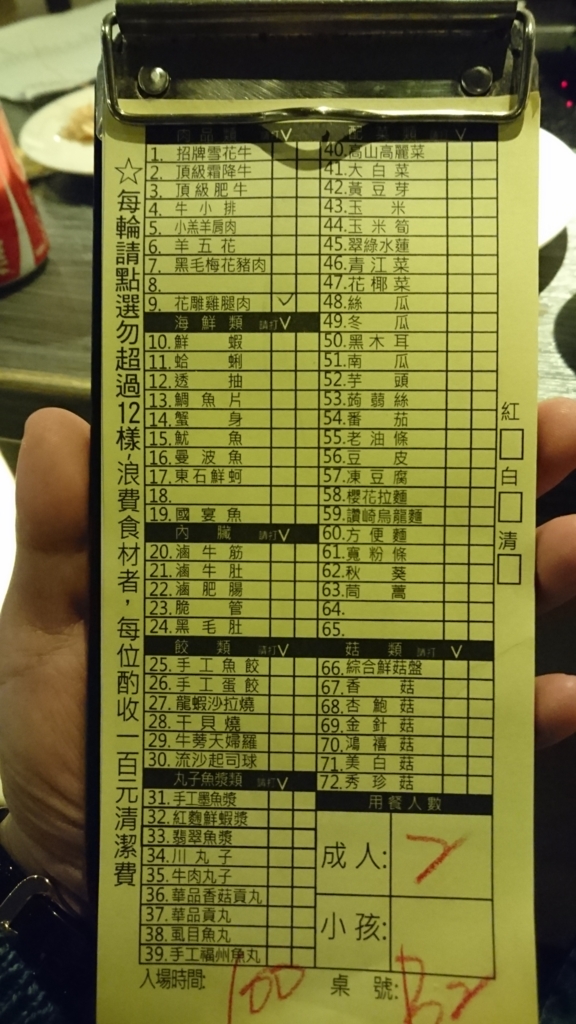 ☆每輪請點選勿超過12樣,浪費食材者,每位酌收一百元清潔費
肉品類 請打V
1. 招牌雪花牛
2. 頂級霜降牛
3. 頂級肥牛
4. 牛小排
5. 小羔羊肩肉
6. 羊五花
7. 黑毛梅花豬肉
8.
9. 花雕雞腿肉 ✓
海鮮類 請打V
10. 鮮蝦
11. 蛤蜊
12. 透抽
13. 鯛魚片
14. 蟹身
15. 魷魚
16. 曼波魚
17. 東石鮮蚵
18.
19. 國宴魚
內臟 請打V
20. 滷牛筋
21. 滷牛肚
22. 滷肥腸
23. 脆管
24. 黑毛肚
餃類 請打V
25. 手工魚餃
26. 手工蛋餃
27. 龍蝦沙拉燒
28. 干貝燒
29. 牛蒡天婦羅
30. 流沙起司球
丸子魚漿類 請打V
31. 手工墨魚漿
32. 紅麴鮮蝦漿
33. 翡翠魚漿
34. 川丸子
35. 牛肉丸子
36. 華品香菇貢丸
37. 華品貢丸
38. 虱目魚丸
39. 手工福州魚丸
菜類 V
40. 高山高麗菜
41. 大白菜
42. 黃豆芽
43. 玉米
44. 玉米筍
45. 翠綠水蓮
46. 青江菜
47. 花椰菜
48. 絲瓜
49. 冬瓜
50. 黑木耳
51. 南瓜
52. 芋頭
53. 蒟蒻絲
54. 番茄
55. 老油條
56. 豆皮
57. 凍豆腐
58. 櫻花拉麵
59. 讚崎烏龍麵
60. 方便麵
61. 寬粉條
62. 秋葵
63. 茼蒿
64.
65.
菇類 請打V
66. 綜合鮮菇盤
67. 香菇
68. 杏鮑菇
69. 金針菇
70. 鴻禧菇
71. 美白菇
72. 秀珍菇
用餐人數
成人: 2
小孩:
紅
白
清
入場時間: 100 桌號: B2